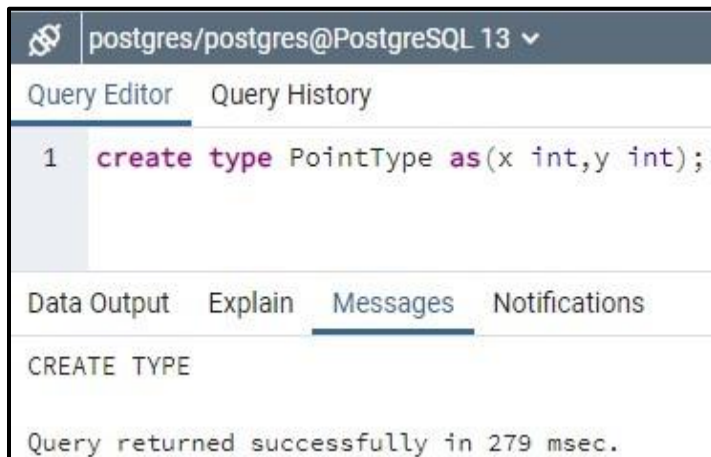 postgres/postgres@PostgreSQL 13
Query Editor Query History
1 create type PointType as(x int,y int);
Data Output Explain Messages Notifications
CREATE TYPE
Query returned successfully in 279 msec.